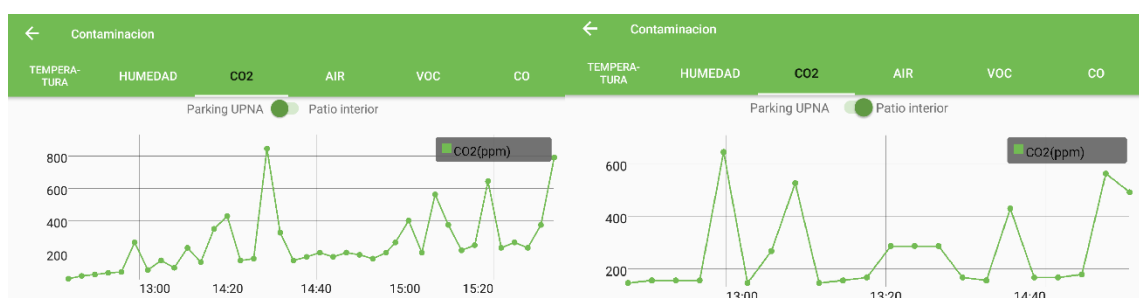 Contaminacion
TEMPERA-
TURA
HUMEDAD
CO2
AIR
VOC
CO
Parking UPNA
Patio interior
CO2(ppm)
800
600
400
200
13:00
14:20
14:40
15:00
15:20
Contaminacion
TEMPERA-
TURA
HUMEDAD
CO2
AIR
VOC
CO
Parking UPNA
Patio interior
CO2(ppm)
600
400
200
13:00
13:20
14:40